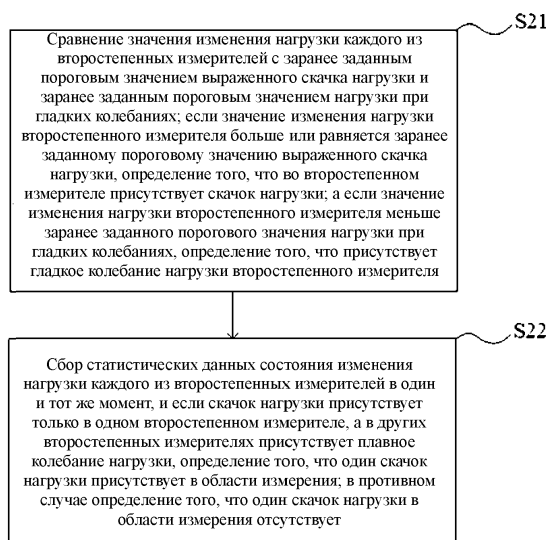 S21
Сравнение значения изменения нагрузки каждого из
второстепенных измерителей с заранее заданным
пороговым значением выраженного скачка нагрузки и
заранее заданным пороговым значением нагрузки при
гладких колебаниях; если значение изменения нагрузки
второстепенного измерителя больше или равняется заранее
заданному пороговому значению выраженного скачка
нагрузки, определение того, что во второстепенном
измерителе присутствует скачок нагрузки; а если значение
изменения нагрузки второстепенного измерителя меньше
заранее заданного порогового значения нагрузки при
гладких колебаниях, определение того, что присутствует
гладкое колебание нагрузки второстепенного измерителя
S22
Сбор статистических данных состояния изменения
нагрузки каждого из второстепенных измерителей в один
и тот же момент, и если скачок нагрузки присутствует
только в одном второстепенном измерителе, а в других
второстепенных измерителях присутствует плавное
колебание нагрузки, определение того, что один скачок
нагрузки присутствует в области измерения; в противном
случае определение того, что один скачок нагрузки в
области измерения отсутствует